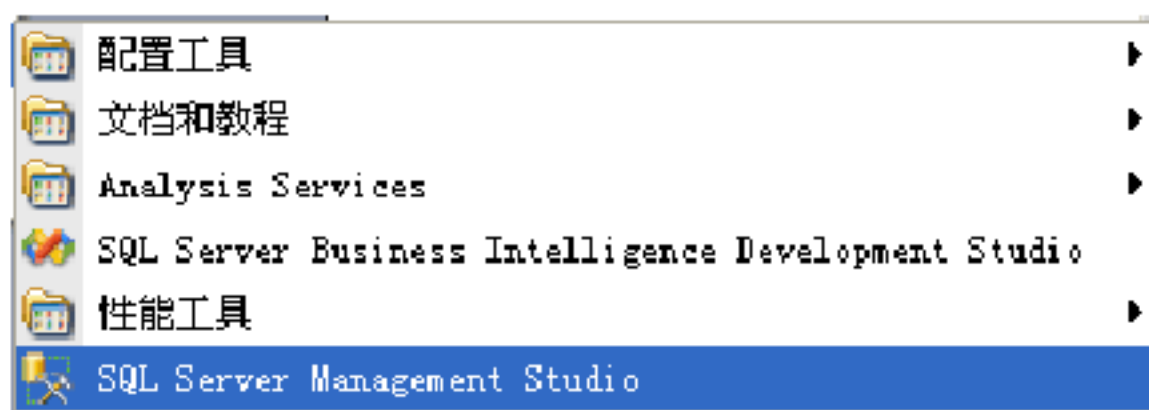 配置工具
文档和教程
Analysis Services
SQL Server Business Intelligence Development Studio
性能工具
SQL Server Management Studio